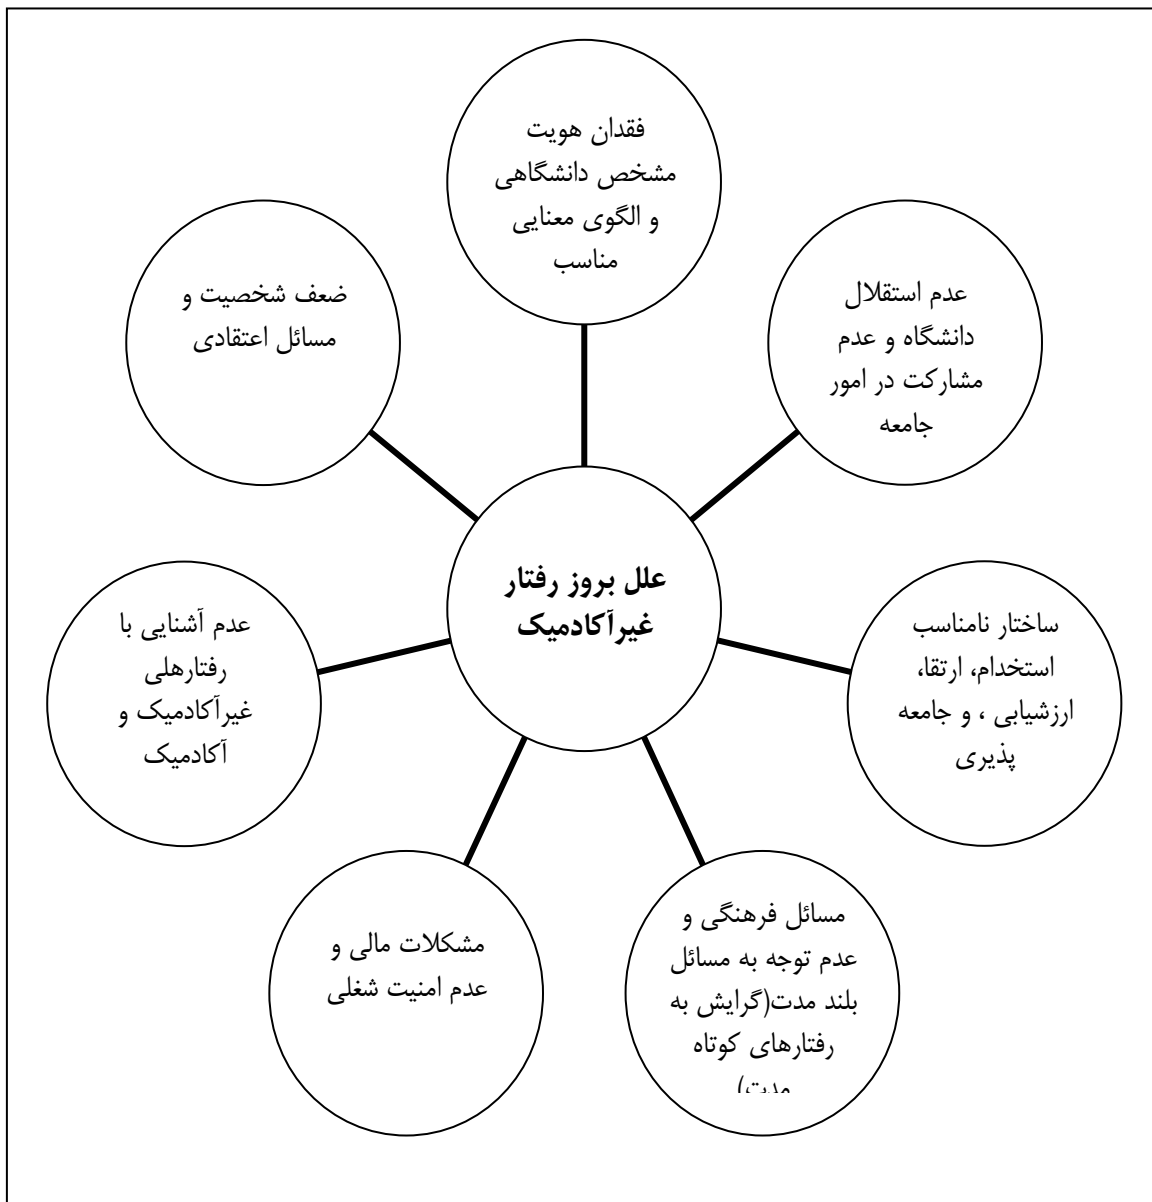 فقدان هویت
مشخص دانشگاهی
و الگوی معنایی
مناسب
عدم استقلال
دانشگاه و عدم
مشارکت در امور
جامعه
ساختار نامناسب
استخدام، ارتقا،
ارزشیابی ، و جامعه
پذیری
مسائل فرهنگی و
عدم توجه به مسائل
بلند مدت(گرایش به
رفتارهای کوتاه
مدت)
مشکلات مالی و
عدم امنیت شغلی
عدم آشنایی با
رفتارهلی
غیرآکادمیک و
آکادمیک
ضعف شخصیت و
مسائل اعتقادی
علل بروز رفتار
غیرآکادمیک